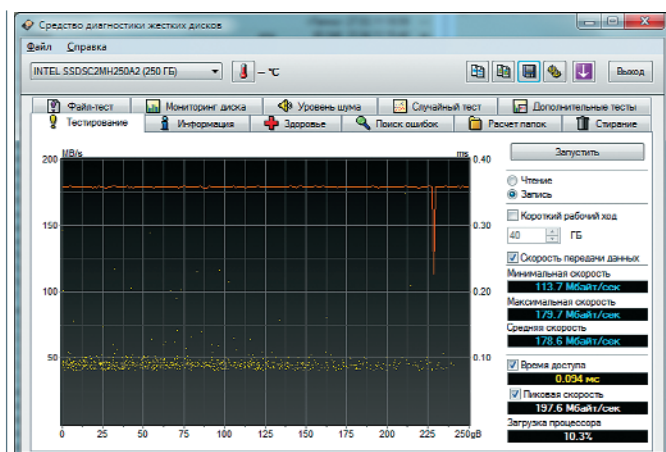 Средство диагностики жестких дисков
Файл Справка
INTEL SSDSC2MH250A2 (250 ГБ) – °C Выход
Файл-тест Мониторинг диска Уровень шума Случайный тест Дополнительные тесты
Тестирование Информация Здоровье Поиск ошибок Расчет папок Стирание
MB/s ms
200 0.40
150 0.30
100 0.20
50 0.10
0 25 50 75 100 125 150 175 200 225 250gB
Запустить
Чтение
Запись
Короткий рабочий ход
40 ГБ
Скорость передачи данных
Минимальная скорость
113.7 Мбайт/сек
Максимальная скорость
179.7 Мбайт/сек
Средняя скорость
178.6 Мбайт/сек
Время доступа
0.094 мс
Пиковая скорость
197.6 Мбайт/сек
Загрузка процессора
10.3%